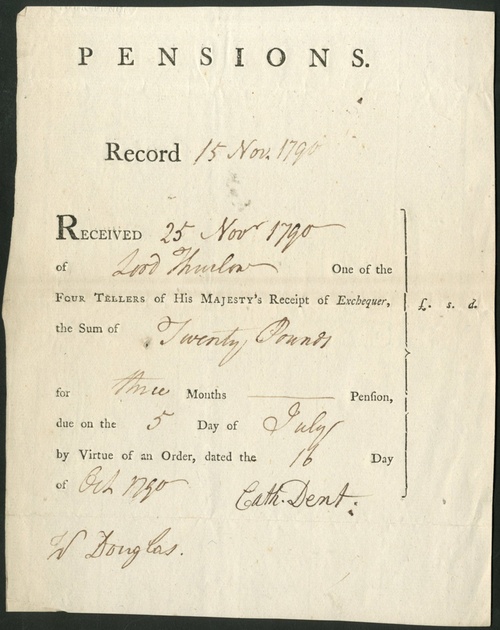 PENSIONS.
Record 15 Nov. 1790
RECEIVED 25 Novr 1790
of Lord Thurlow One of the
FOUR TELLERS of His MAJESTY's Receipt of Exchequer, £. s. d.
the Sum of Twenty Pounds
for three Months Pension,
due on the 5 Day of July
by Virtue of an Order, dated the 16 Day
of Oct. 1790 Cath. Dent.
W Douglas.